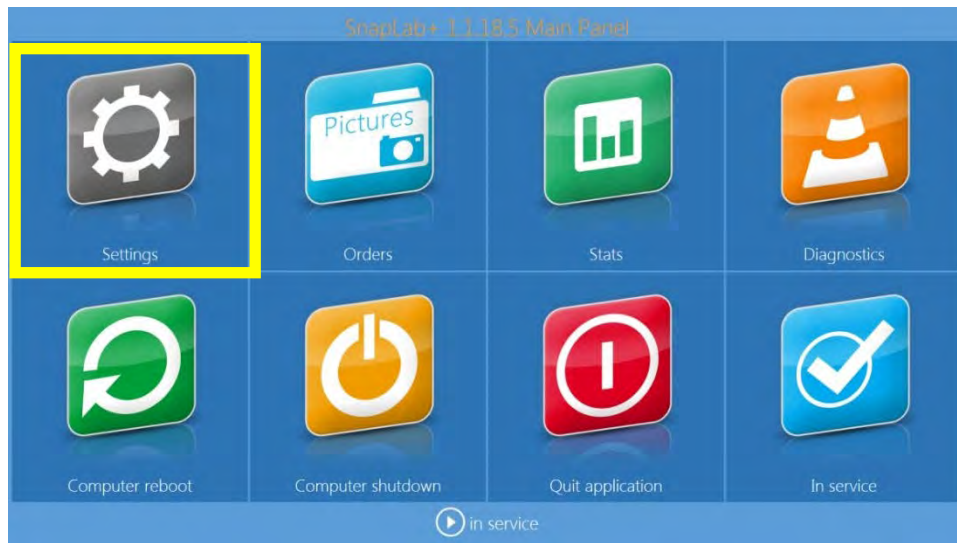 SnapLab+ 1.1.18.5 Main Panel
Pictures
Settings
Orders
Stats
Diagnostics
Computer reboot
Computer shutdown
Quit application
In service
in service